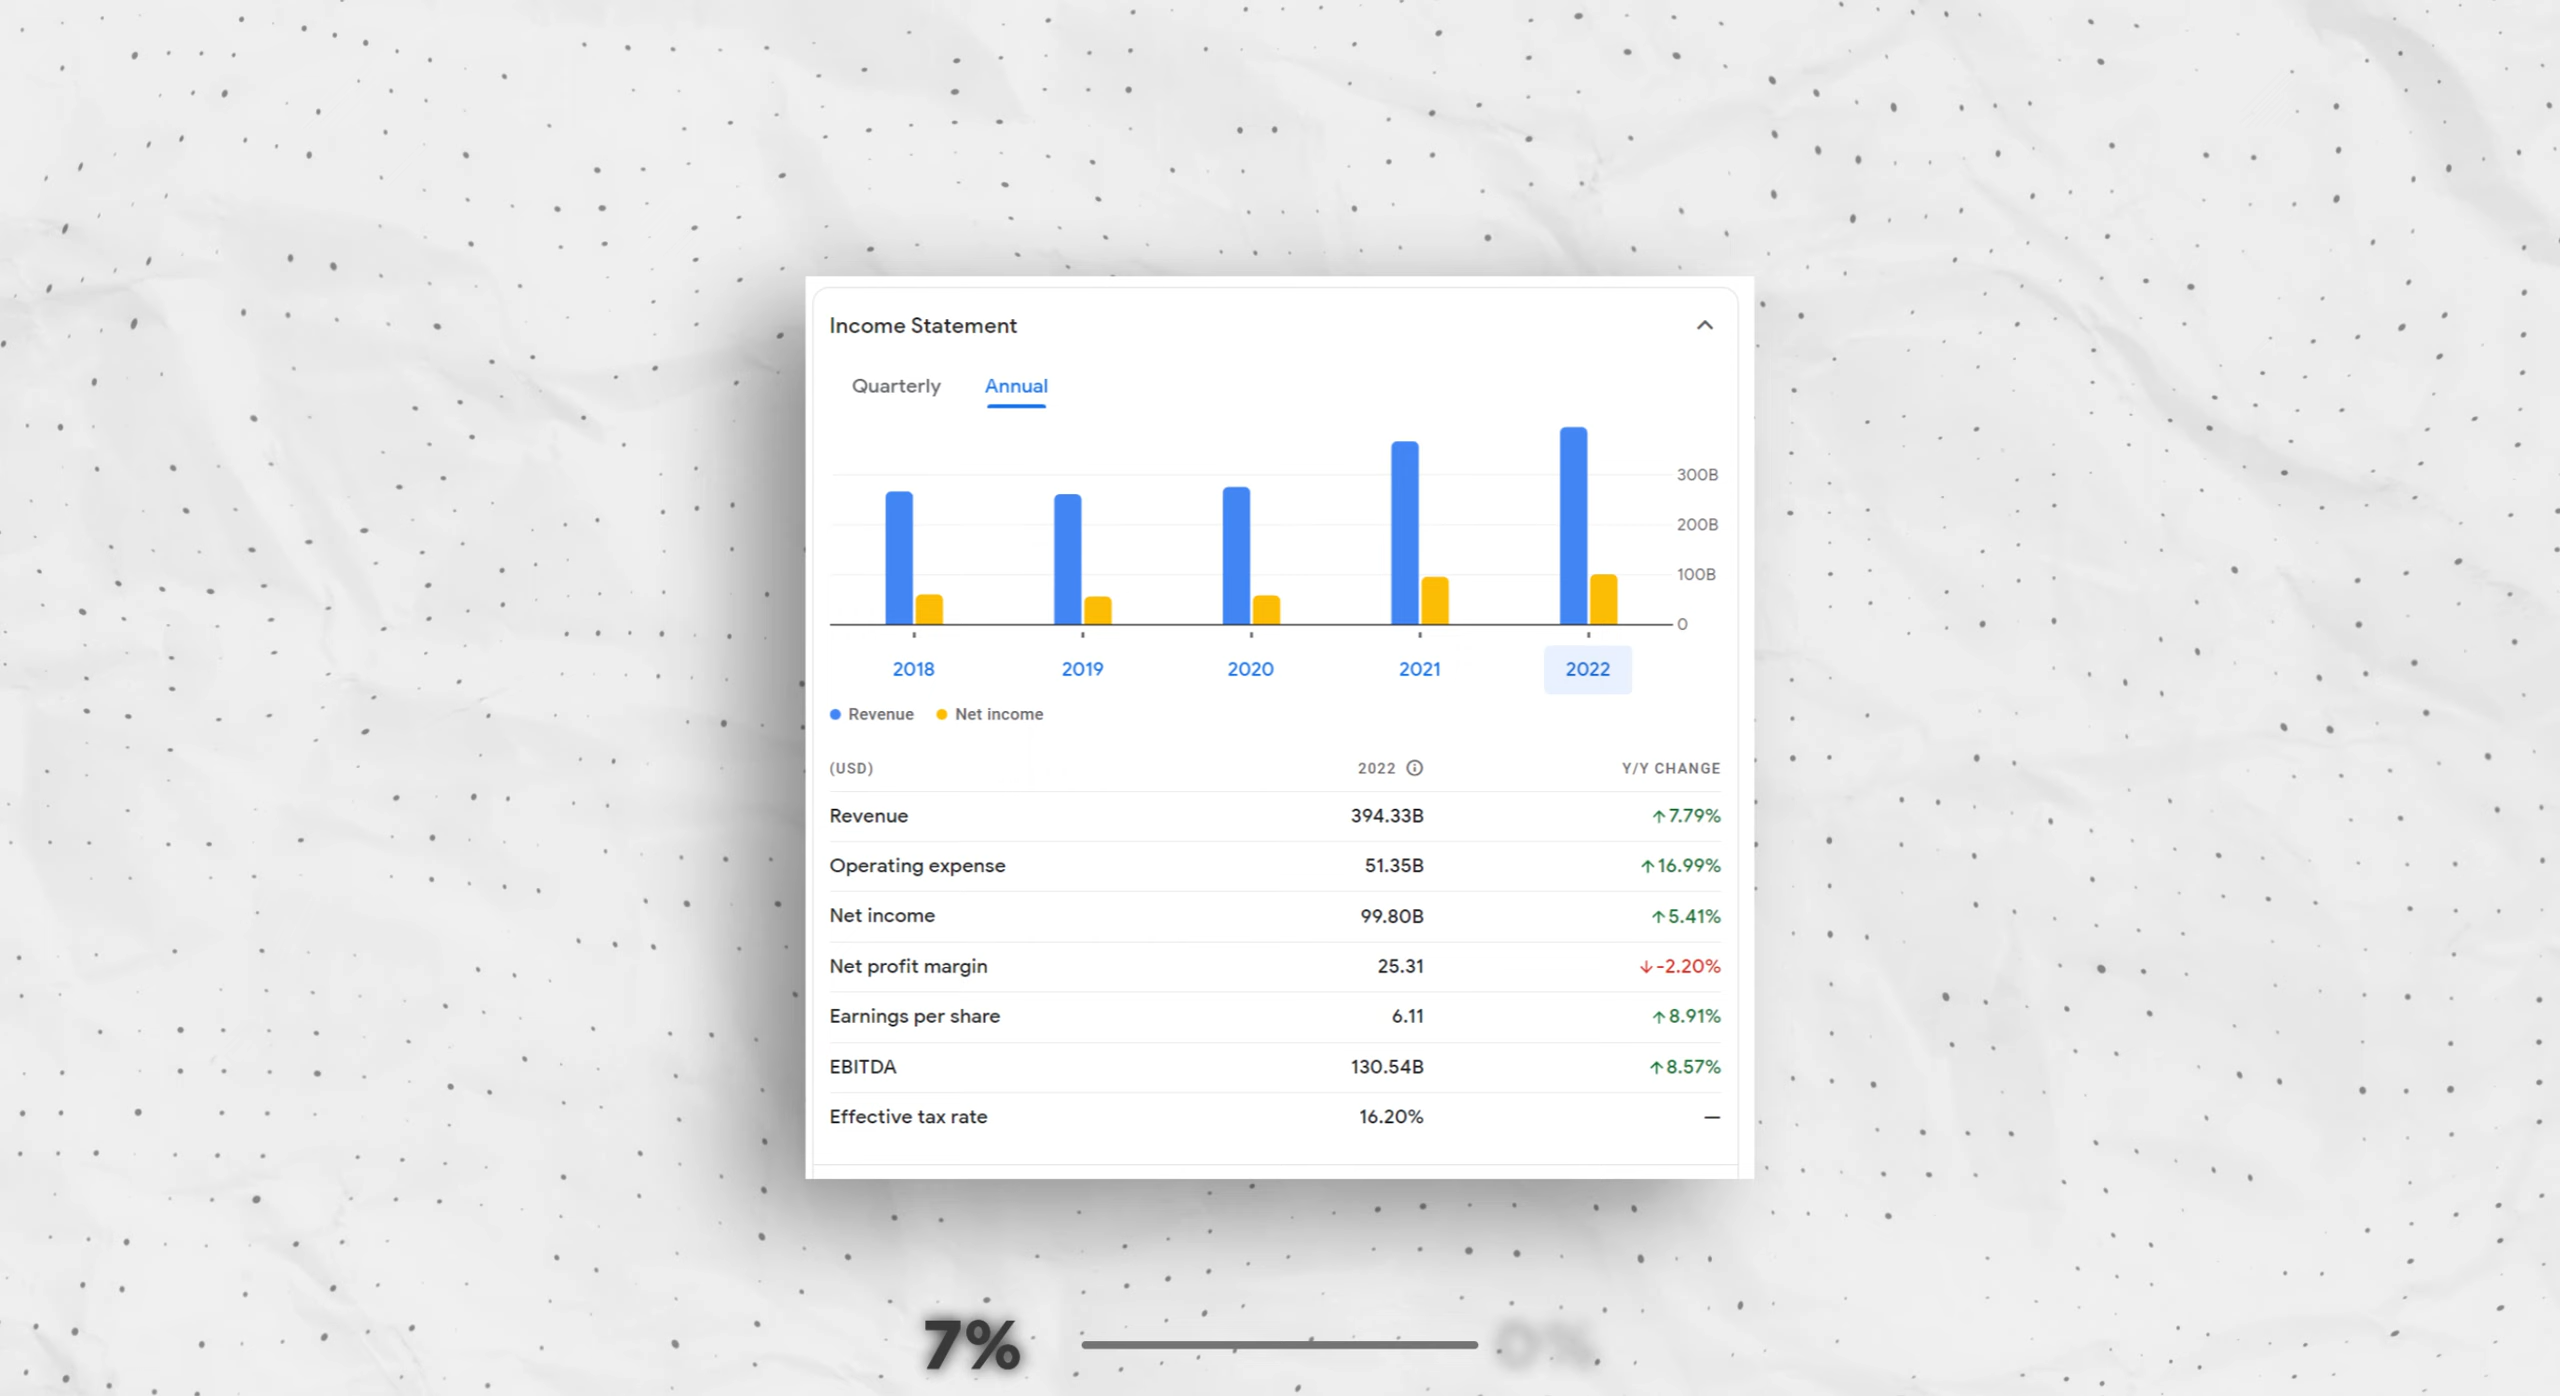 Income Statement
Quarterly Annual
300B
200B
100B
0
2018 2019 2020 2021 2022
Revenue Net income
(USD) 2022 Y/Y CHANGE
Revenue 394.33B ↑7.79%
Operating expense 51.35B ↑16.99%
Net income 99.80B ↑5.41%
Net profit margin 25.31 ↓-2.20%
Earnings per share 6.11 ↑8.91%
EBITDA 130.54B ↑8.57%
Effective tax rate 16.20% —
7%